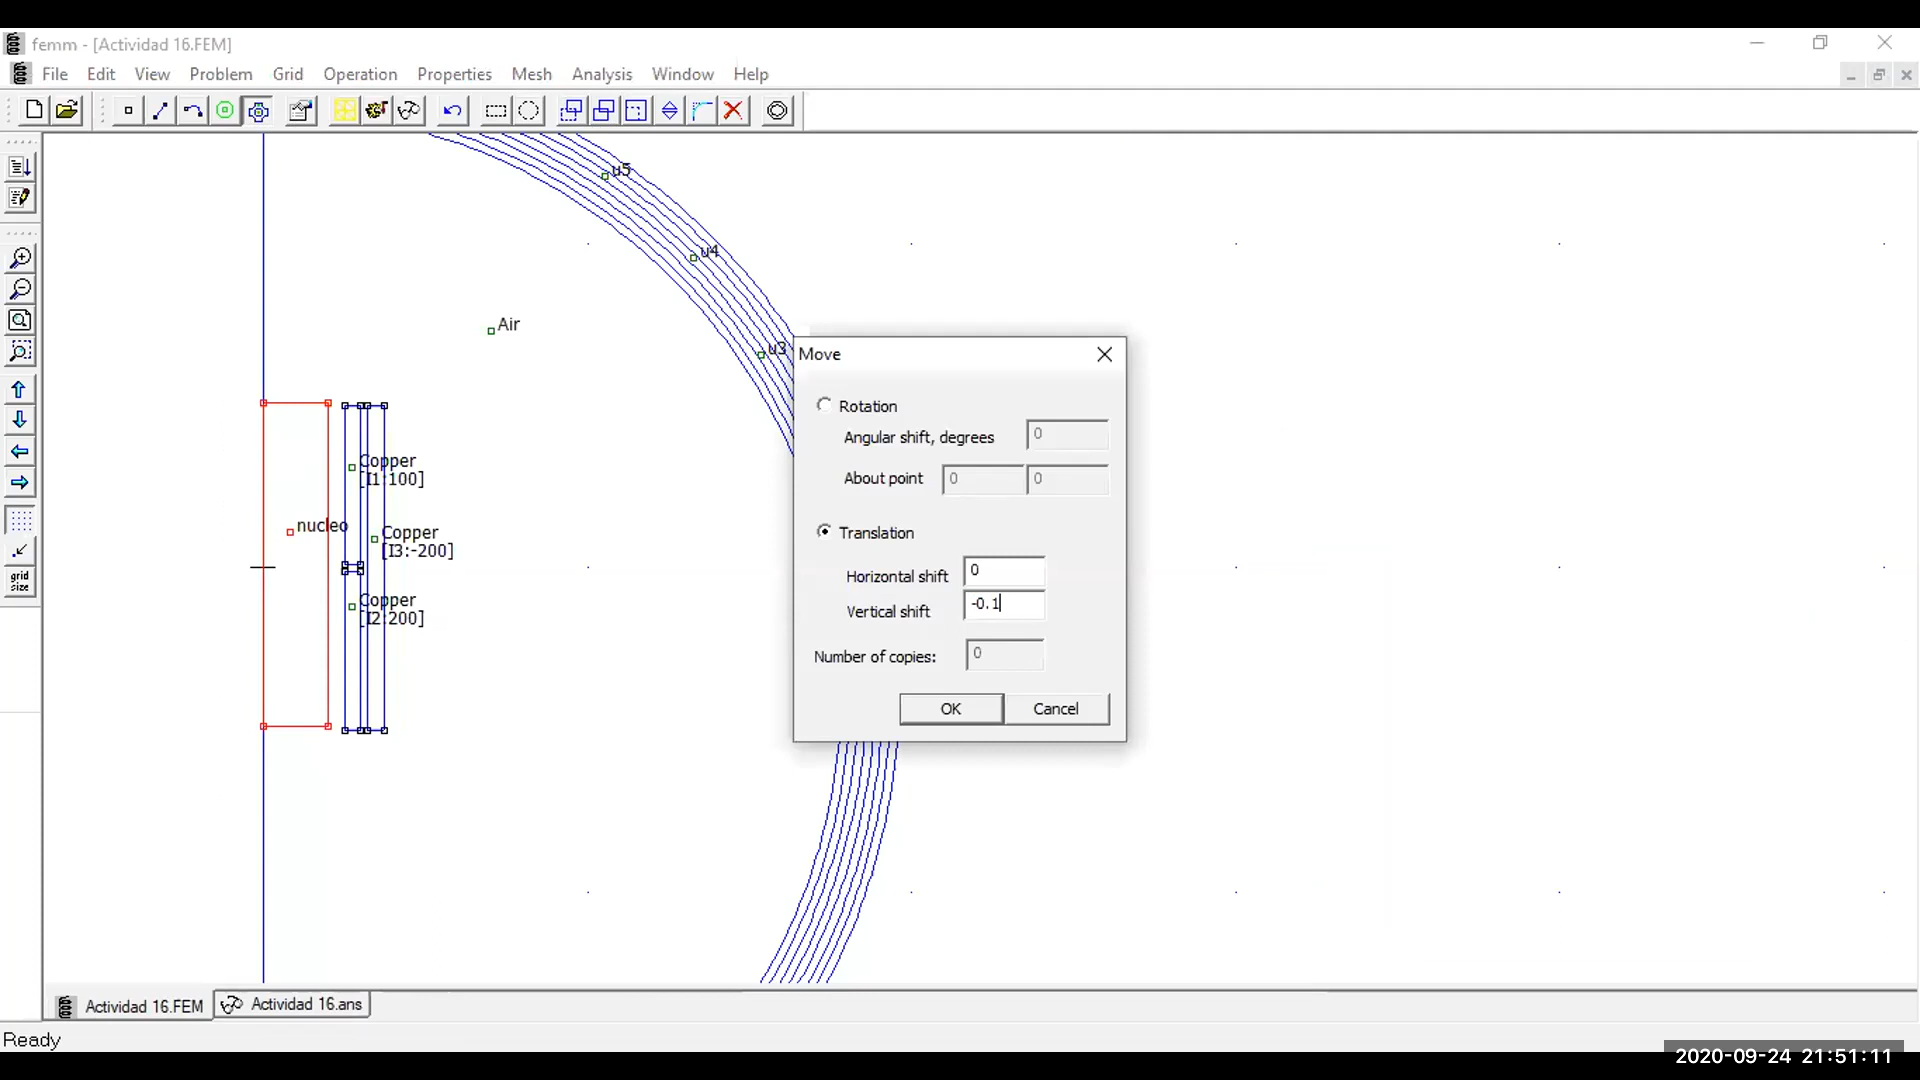 femm - [Actividad 16.FEM]
File Edit View Problem Grid Operation Properties Mesh Analysis Window Help
u5
u4
Air
u3
Move
Rotation
Angular shift, degrees 0
About point 0 0
Translation
Horizontal shift 0
Vertical shift -0.1
Number of copies: 0
OK Cancel
Copper
[I1:100]
nucleo
Copper
[I3:-200]
Copper
[I2:200]
grid
size
Actividad 16.FEM Actividad 16.ans
Ready
2020-09-24 21:51:11